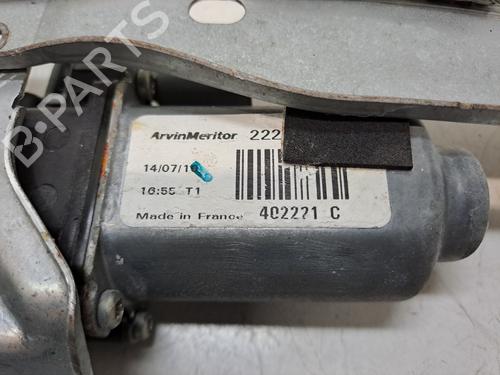 B-PARTS
ArvinMeritor 222
14/07/1
16:55 T1
Made in France 402221 C